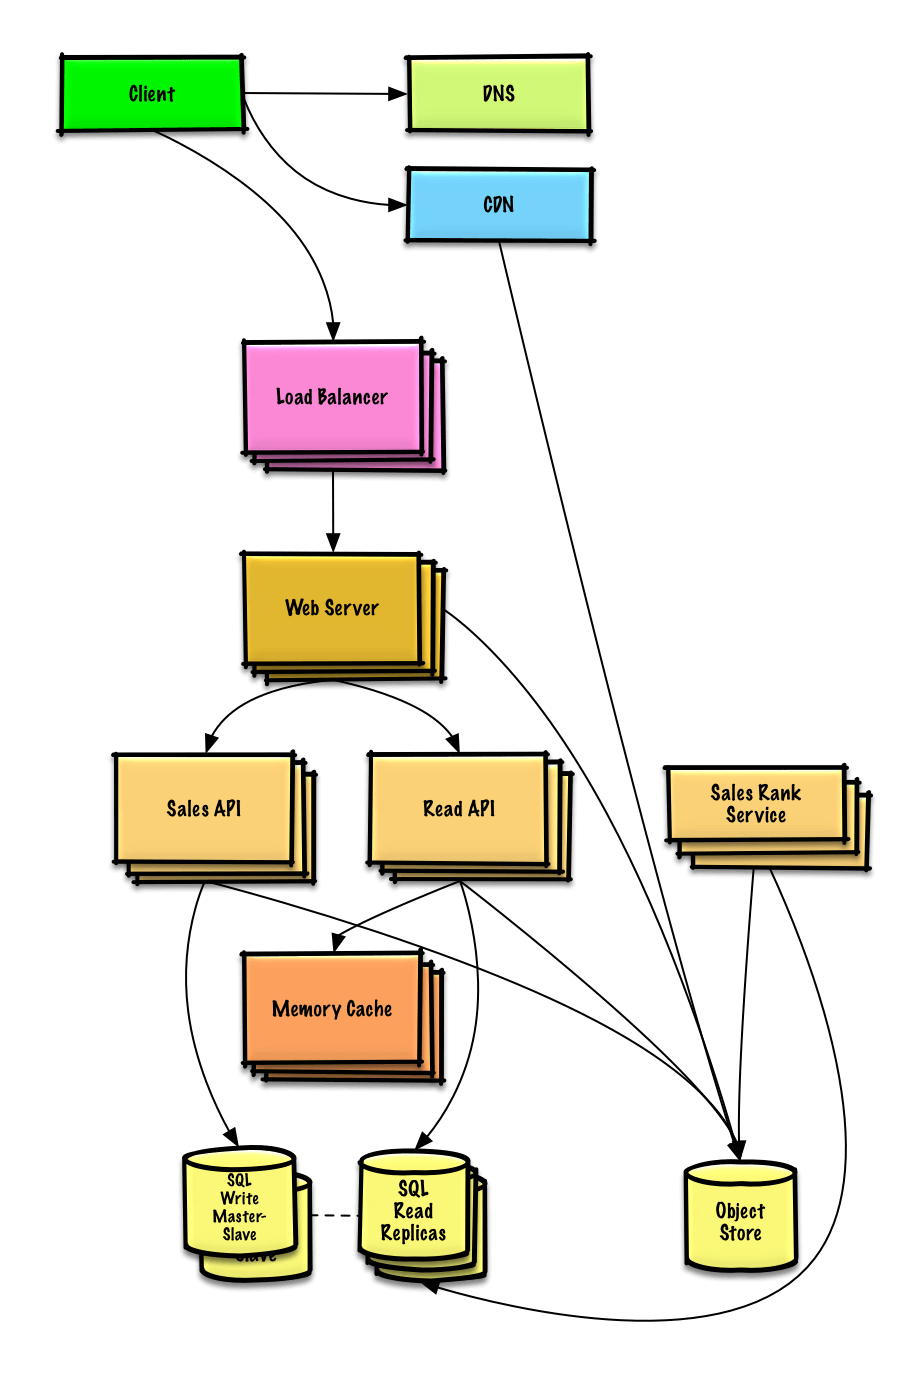 Client
DNS
CDN
Load Balancer
Web Server
Sales API
Read API
Sales Rank
Service
Memory Cache
SQL
Write
Master-
Slave
Slave
SQL
Read
Replicas
Object
Store